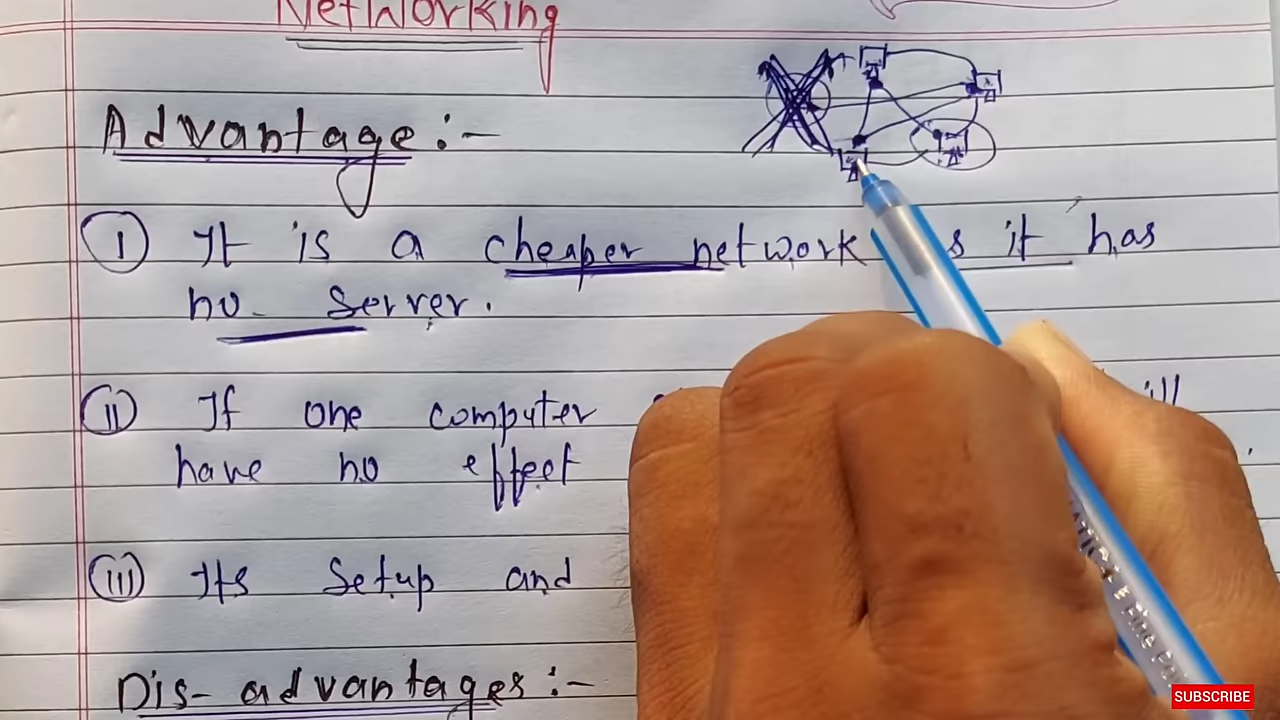 Networking
Advantage:-
(i) It is a cheaper network as it has
no server.
(ii) If one computer ill
have no effect
(iii) Its Setup and
Dis-advantages:-
SUBSCRIBE